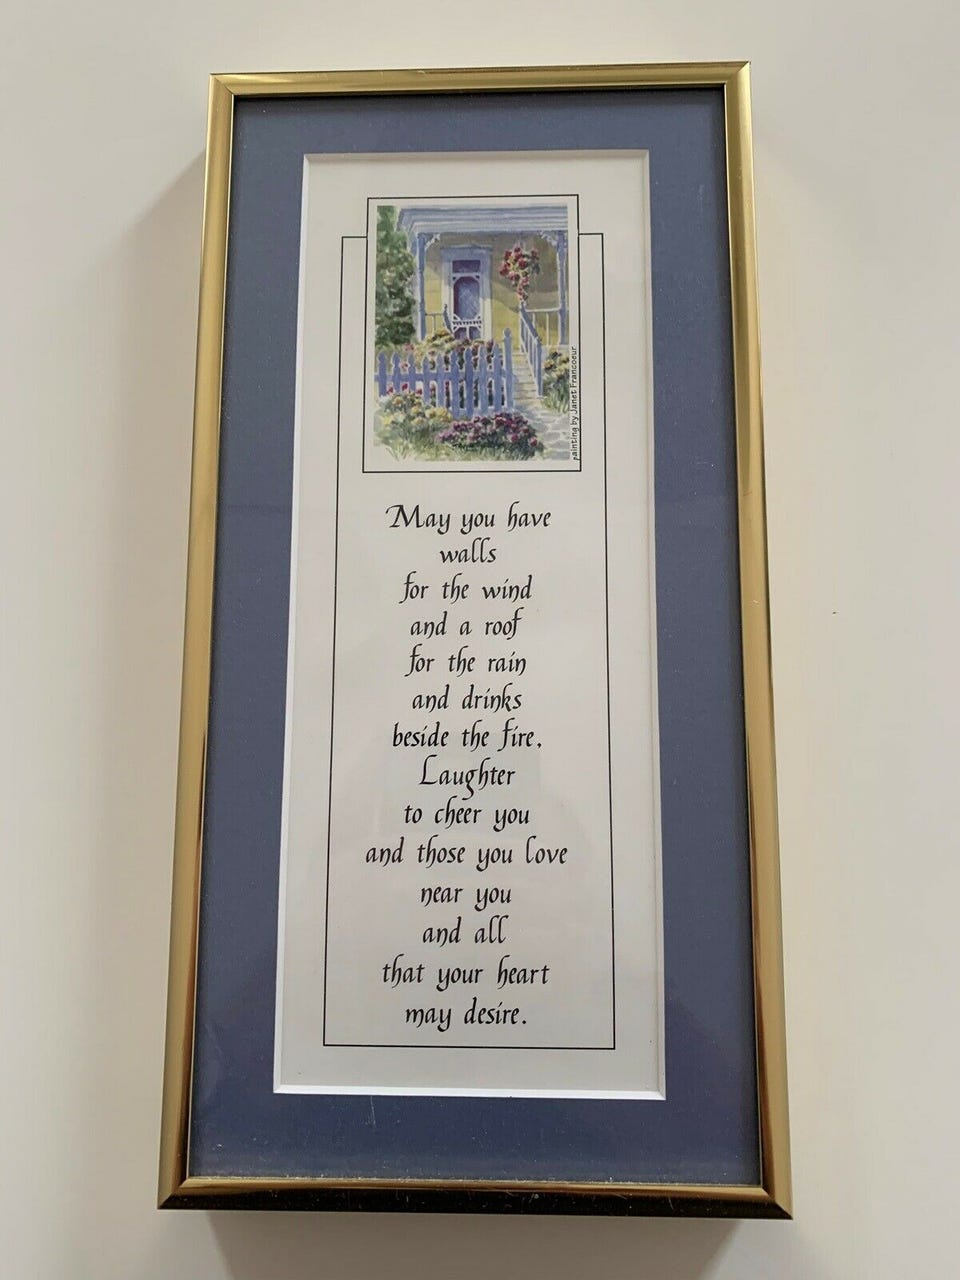 painting by Janet Francoeur
May you have
walls
for the wind
and a roof
for the rain
and drinks
beside the fire.
Laughter
to cheer you
and those you love
near you
and all
that your heart
may desire.